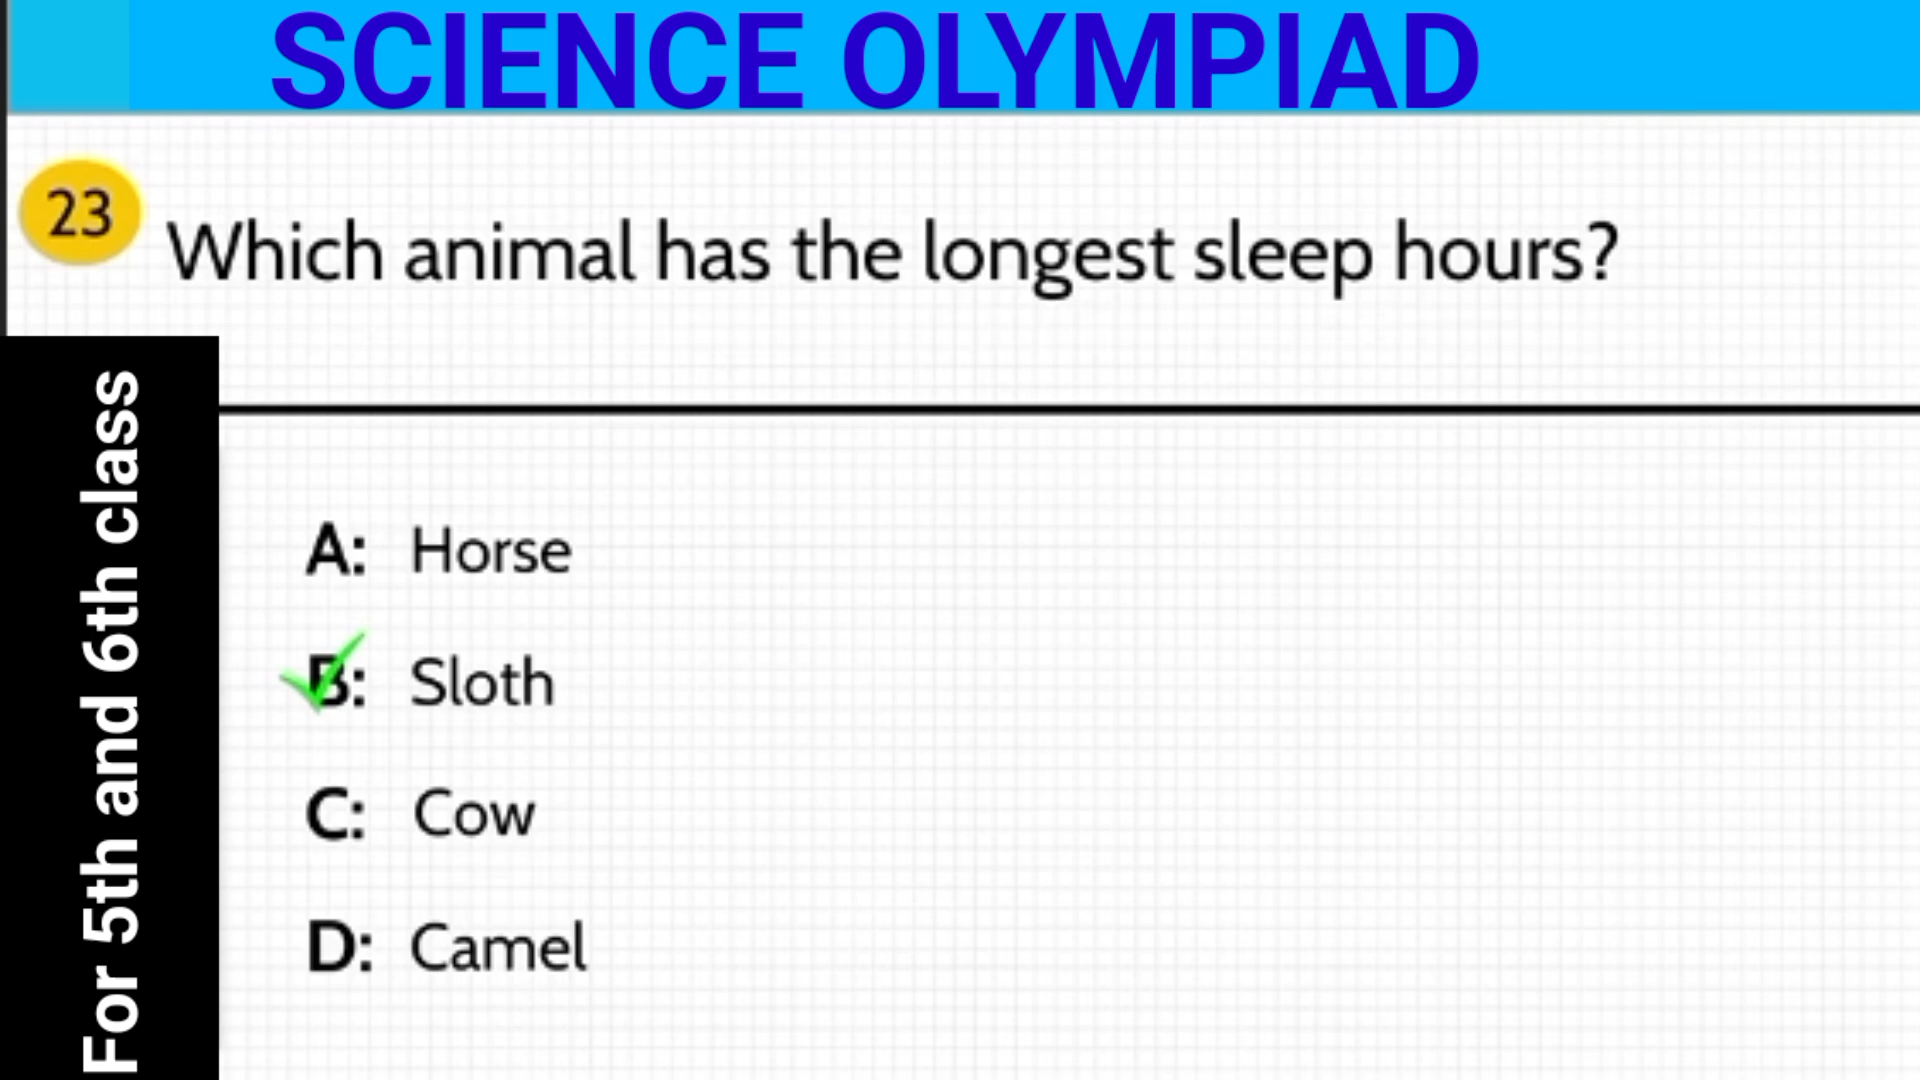 SCIENCE OLYMPIAD
23
Which animal has the longest sleep hours?
For 5th and 6th class
A: Horse
B: Sloth
C: Cow
D: Camel